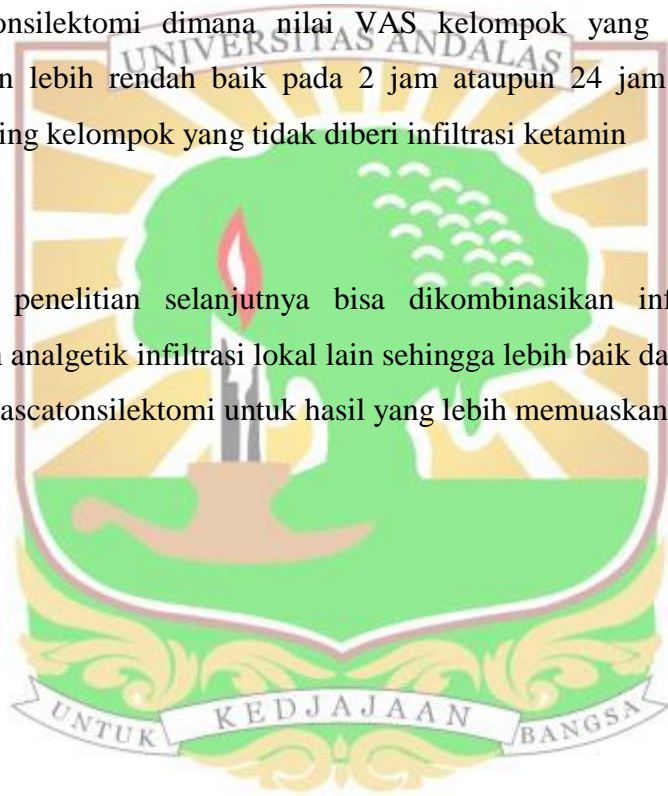 onsilektomi dimana nilai VAS kelompok yang
n lebih rendah baik pada 2 jam ataupun 24 jam
ing kelompok yang tidak diberi infiltrasi ketamin
penelitian selanjutnya bisa dikombinasikan inf
n analgetik infiltrasi lokal lain sehingga lebih baik da
ascatonsilektomi untuk hasil yang lebih memuaskan
UNIVERSITAS ANDALAS
UNTUK KEDJAJAAN BANGSA